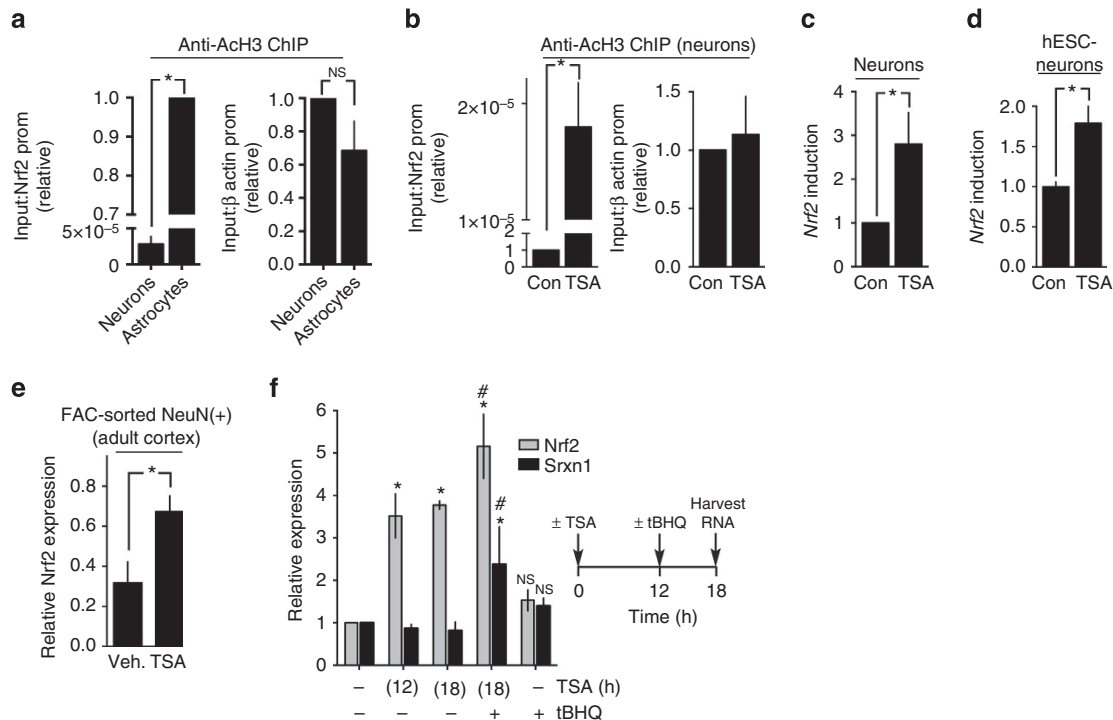 a
Anti-AcH3 ChIP
Input:Nrf2 prom
(relative)
1.0
0.9
0.8
0.7
5×10⁻⁵
0
*
Neurons
Astrocytes
Input:β actin prom
(relative)
1.0
0.8
0.6
0.4
0.2
0.0
NS
Neurons
Astrocytes
b
Anti-AcH3 ChIP (neurons)
Input:Nrf2 prom
(relative)
2×10⁻⁵
1×10⁻⁵
2
1
0
*
Con TSA
Input:β actin prom
(relative)
1.5
1.0
0.5
0.0
Con TSA
c
Neurons
Nrf2 induction
4
3
2
1
0
*
Con TSA
d
hESC-
neurons
Nrf2 induction
2.0
1.5
1.0
0.5
0.0
*
Con TSA
e
FAC-sorted NeuN(+)
(adult cortex)
Relative Nrf2 expression
0.8
0.6
0.4
0.2
0.0
*
Veh. TSA
f
Relative expression
6
5
4
3
2
1
0
*
*
#
*
#
*
NS
NS
Nrf2
Srxn1
– (12) (18) (18) – TSA (h)
– – – + + tBHQ
± TSA
± tBHQ
Harvest
RNA
0 12 18
Time (h)